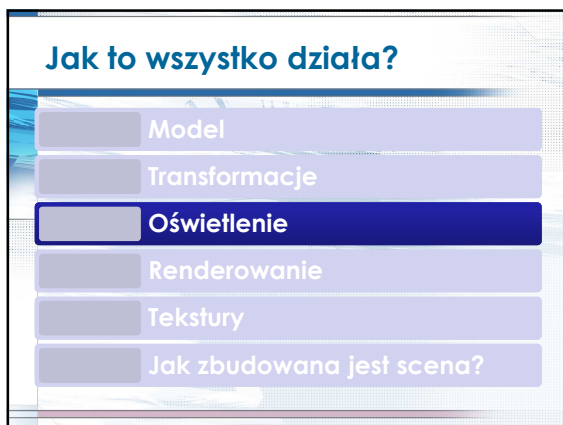 Jak to wszystko działa?
Model
Transformacje
Oświetlenie
Renderowanie
Tekstury
Jak zbudowana jest scena?